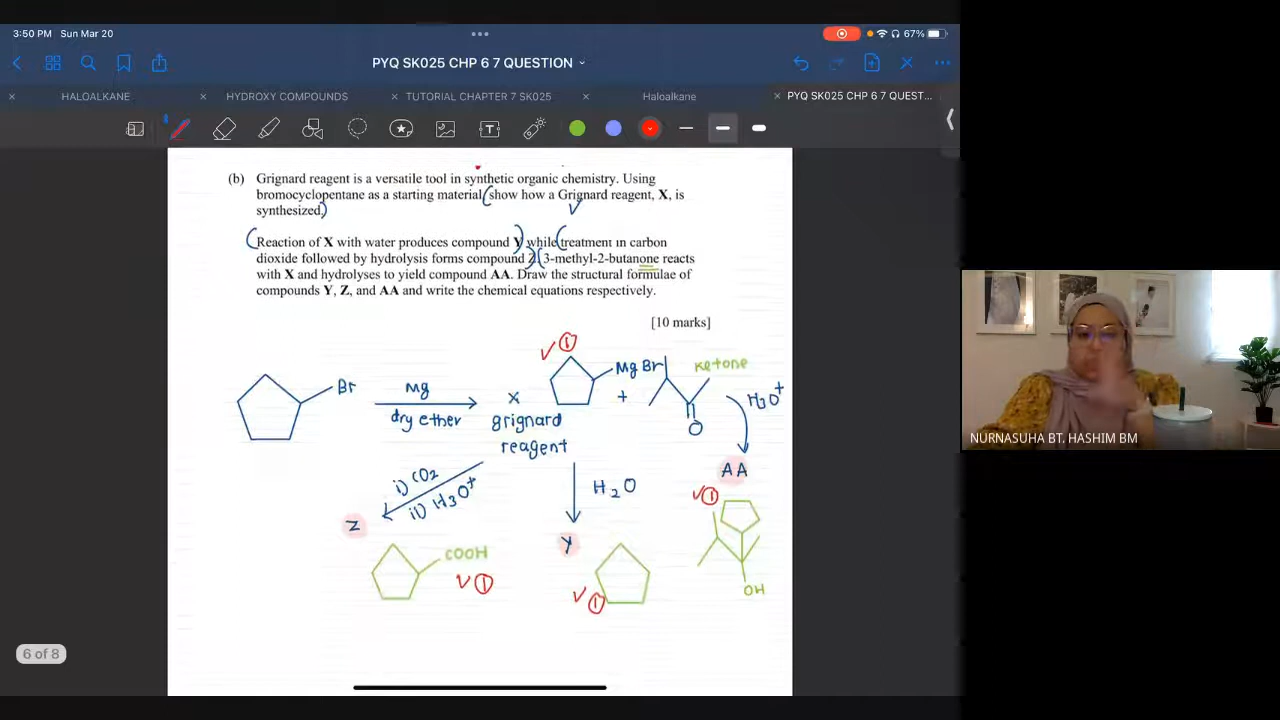 3:50 PM Sun Mar 20
67%
PYQ SK025 CHP 6 7 QUESTION
HALOALKANE
HYDROXY COMPOUNDS
TUTORIAL CHAPTER 7 SK025
Haloalkane
PYQ SK025 CHP 6 7 QUEST...
(b) Grignard reagent is a versatile tool in synthetic organic chemistry. Using
bromocyclopentane as a starting material (show how a Grignard reagent, X, is
synthesized.)
(Reaction of X with water produces compound Y) while (treatment in carbon
dioxide followed by hydrolysis forms compound Z) (3-methyl-2-butanone reacts
with X and hydrolyses to yield compound AA. Draw the structural formulae of
compounds Y, Z, and AA and write the chemical equations respectively.
[10 marks]
Br
Mg
dry ether
X
grignard
reagent
① MgBr
+
O
ketone
H3O+
AA
①
OH
i) CO2
ii) H3O+
Z
COOH
①
H2O
Y
①
6 of 8
NURNASUHA BT. HASHIM BM